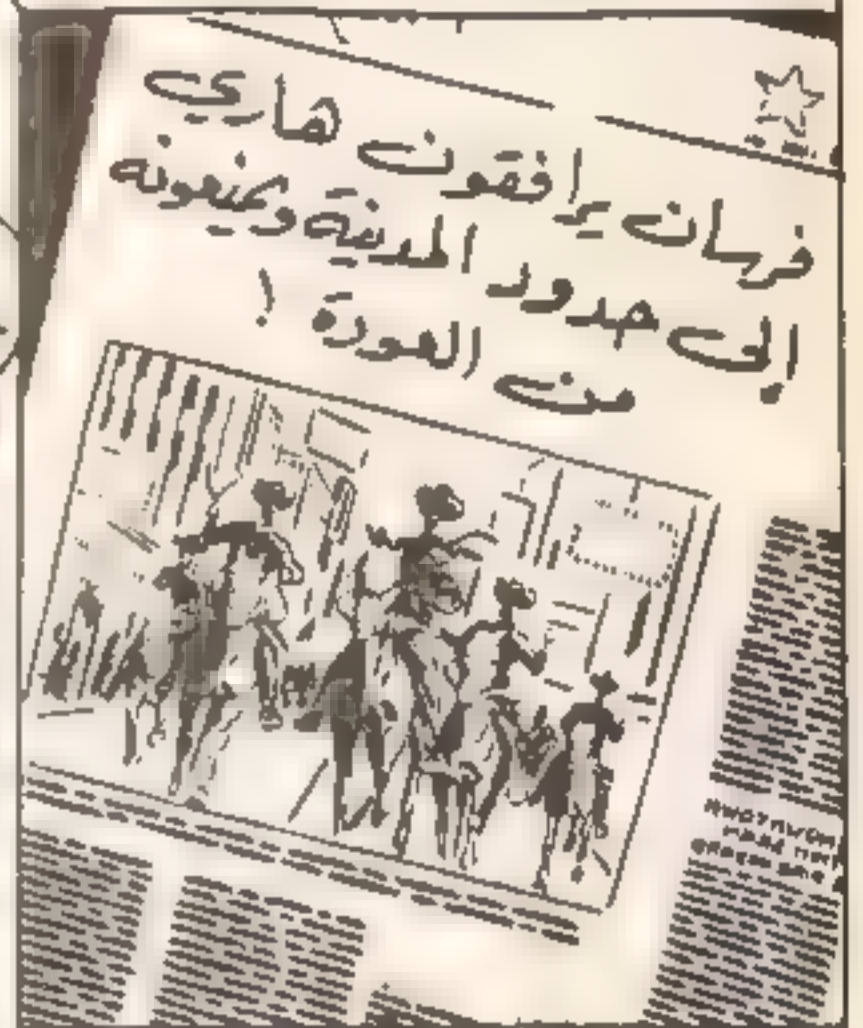 فرسان يرافقون هاري
إلى حدود المدينة ويمنعونه
من العودة !